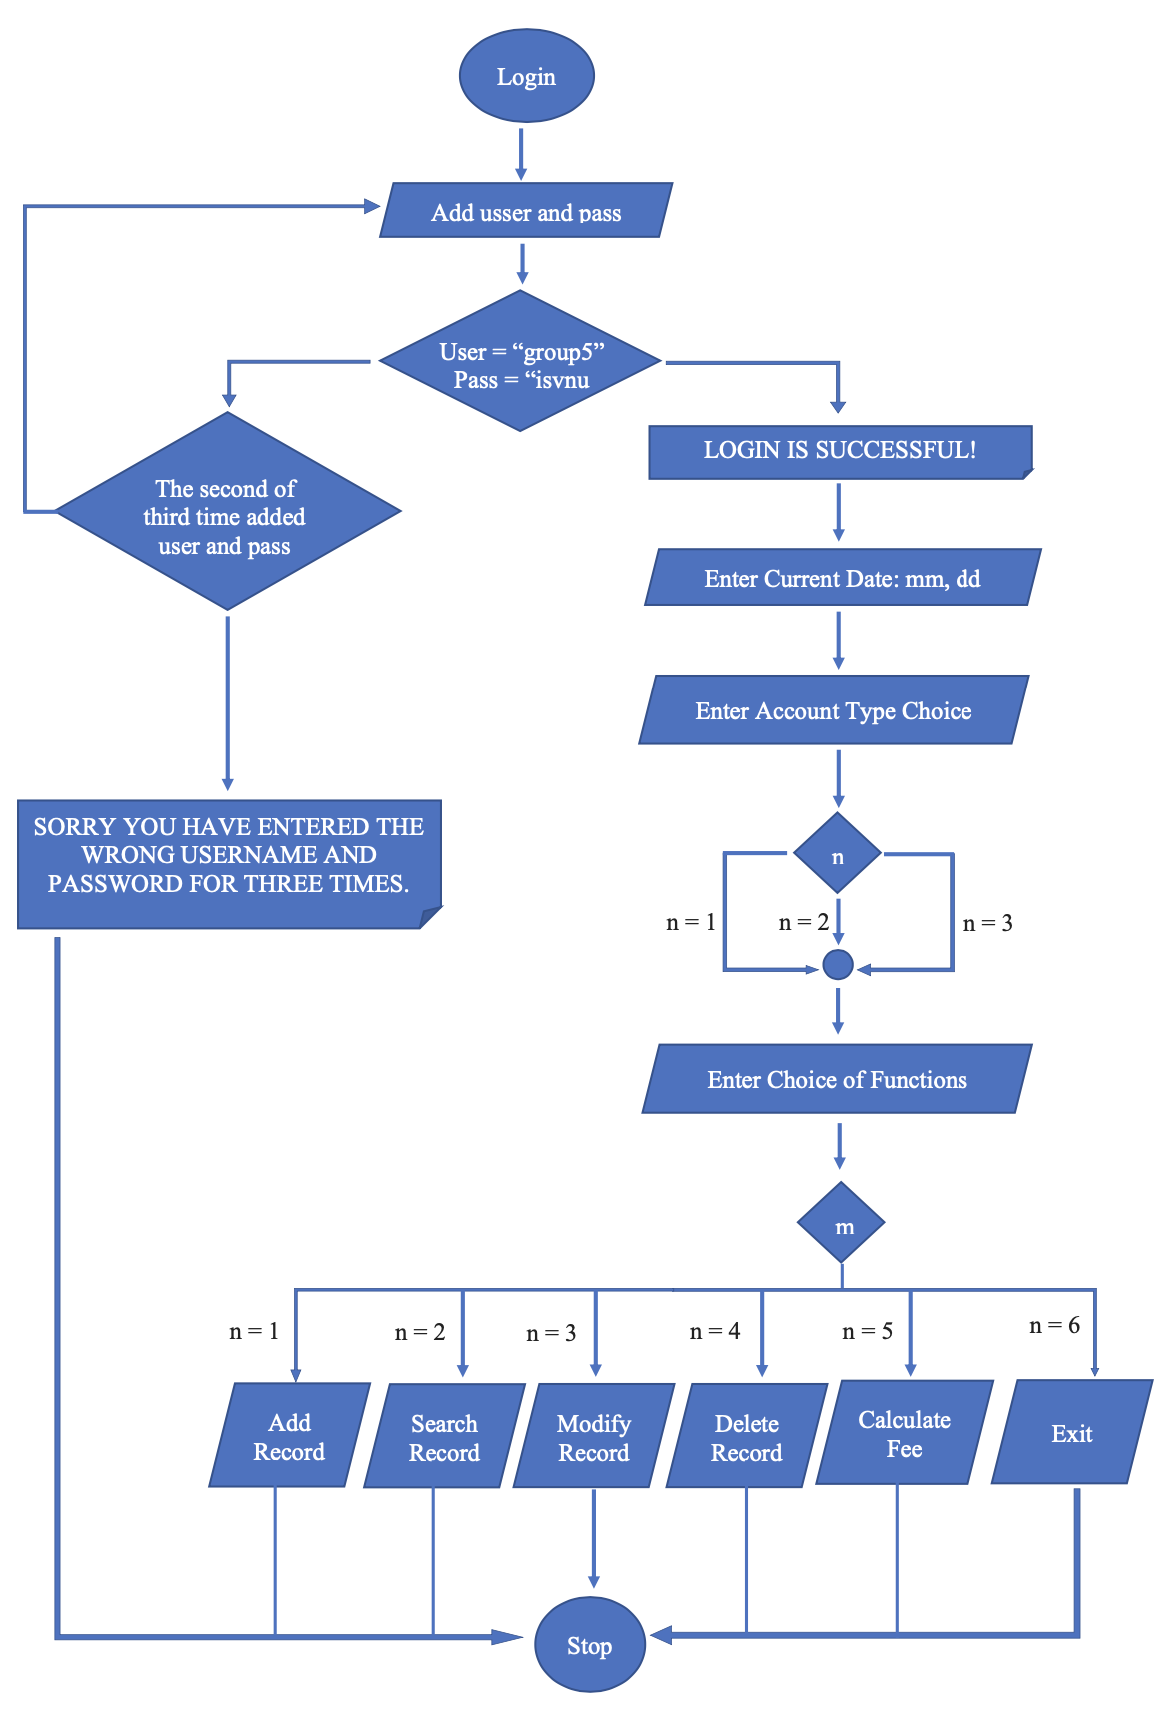 Login
Add usser and pass
User = “group5”
Pass = “isvnu
The second of
third time added
user and pass
LOGIN IS SUCCESSFUL!
Enter Current Date: mm, dd
Enter Account Type Choice
SORRY YOU HAVE ENTERED THE
WRONG USERNAME AND
PASSWORD FOR THREE TIMES.
n
n = 1
n = 2
n = 3
Enter Choice of Functions
m
n = 1
n = 2
n = 3
n = 4
n = 5
n = 6
Add
Record
Search
Record
Modify
Record
Delete
Record
Calculate
Fee
Exit
Stop